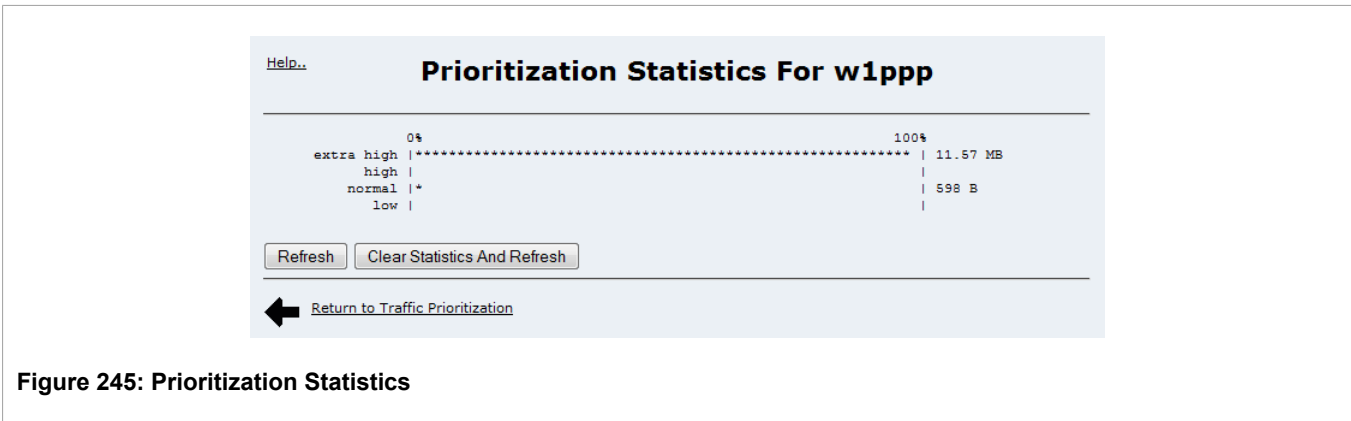 Help..
Prioritization Statistics For w1ppp
0% 100%
extra high |************************************************************ | 11.57 MB
high | |
normal |* | 598 B
low | |
Refresh Clear Statistics And Refresh
Return to Traffic Prioritization
Figure 245: Prioritization Statistics